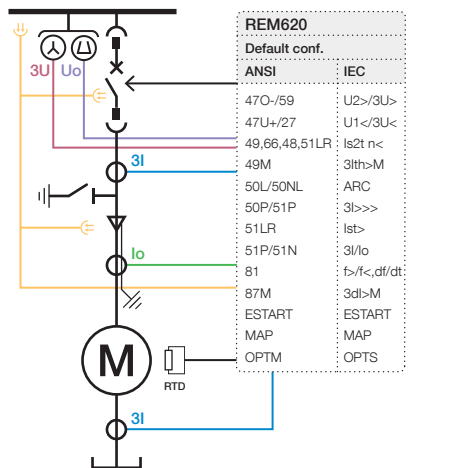 REM620
Default conf.
ANSI IEC
47O-/59 U2>/3U>
47U+/27 U1</3U<
49,66,48,51LR Is2t n<
49M 3Ith>M
50L/50NL ARC
50P/51P 3I>>>
51LR Ist>
51P/51N 3I/Io
81 f>/f<,df/dt
87M 3dI>M
ESTART ESTART
MAP MAP
OPTM OPTS
3U Uo
3I
Io
M
RTD
3I